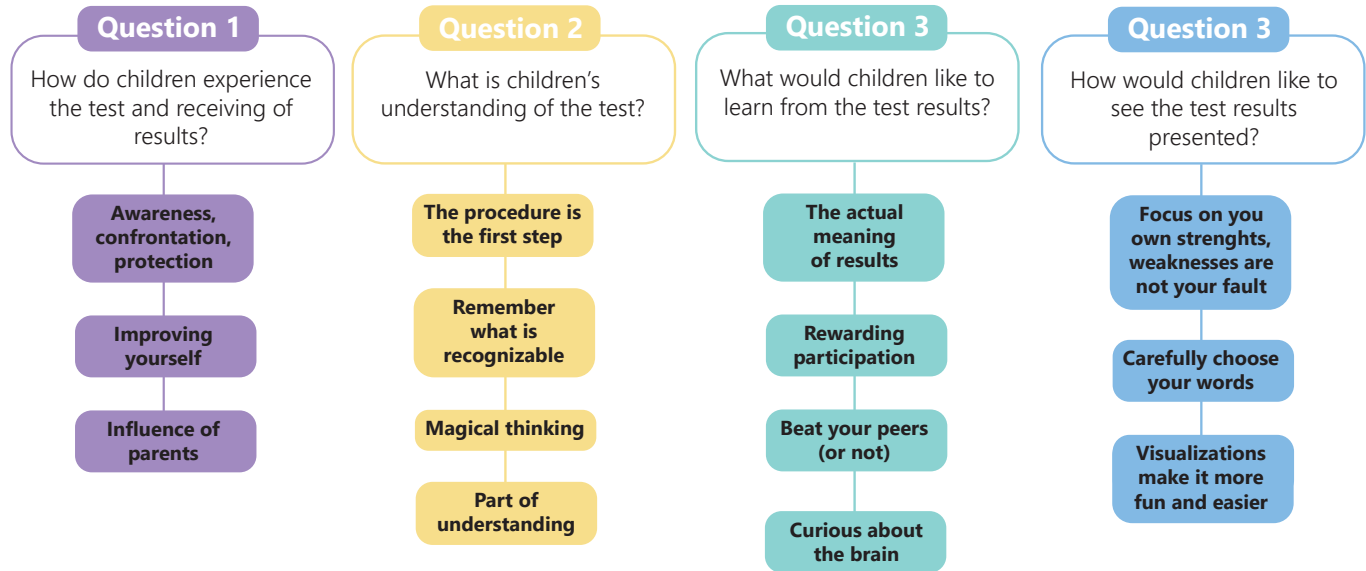 Question 1
How do children experience
the test and receiving of
results?
Awareness,
confrontation,
protection
Improving
yourself
Influence of
parents
Question 2
What is children's
understanding of the test?
The procedure is
the first step
Remember
what is
recognizable
Magical thinking
Part of
understanding
Question 3
What would children like to
learn from the test results?
The actual
meaning
of results
Rewarding
participation
Beat your peers
(or not)
Curious about
the brain
Question 3
How would children like to
see the test results
presented?
Focus on you
own strenghts,
weaknesses are
not your fault
Carefully choose
your words
Visualizations
make it more
fun and easier